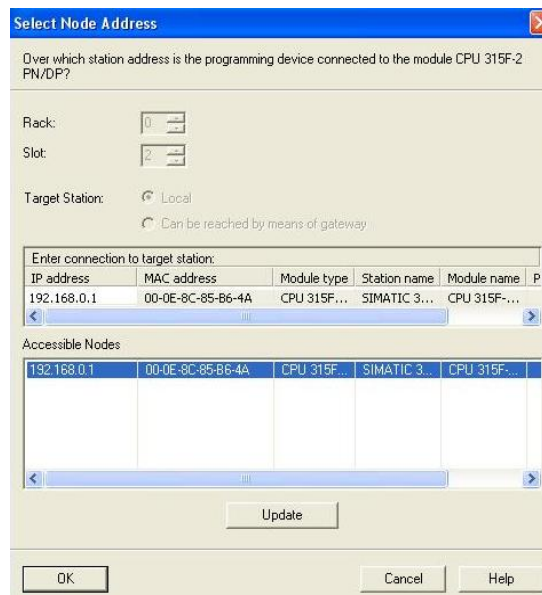 Select Node Address
Over which station address is the programming device connected to the module CPU 315F-2
PN/DP?
Rack: 0
Slot: 2
Target Station: Local
Can be reached by means of gateway
Enter connection to target station:
IP address MAC address Module type Station name Module name P
192.168.0.1 00-0E-8C-85-B6-4A CPU 315F... SIMATIC 3... CPU 315F-...
Accessible Nodes
192.168.0.1 00-0E-8C-85-B6-4A CPU 315F... SIMATIC 3... CPU 315F-...
Update
OK Cancel Help